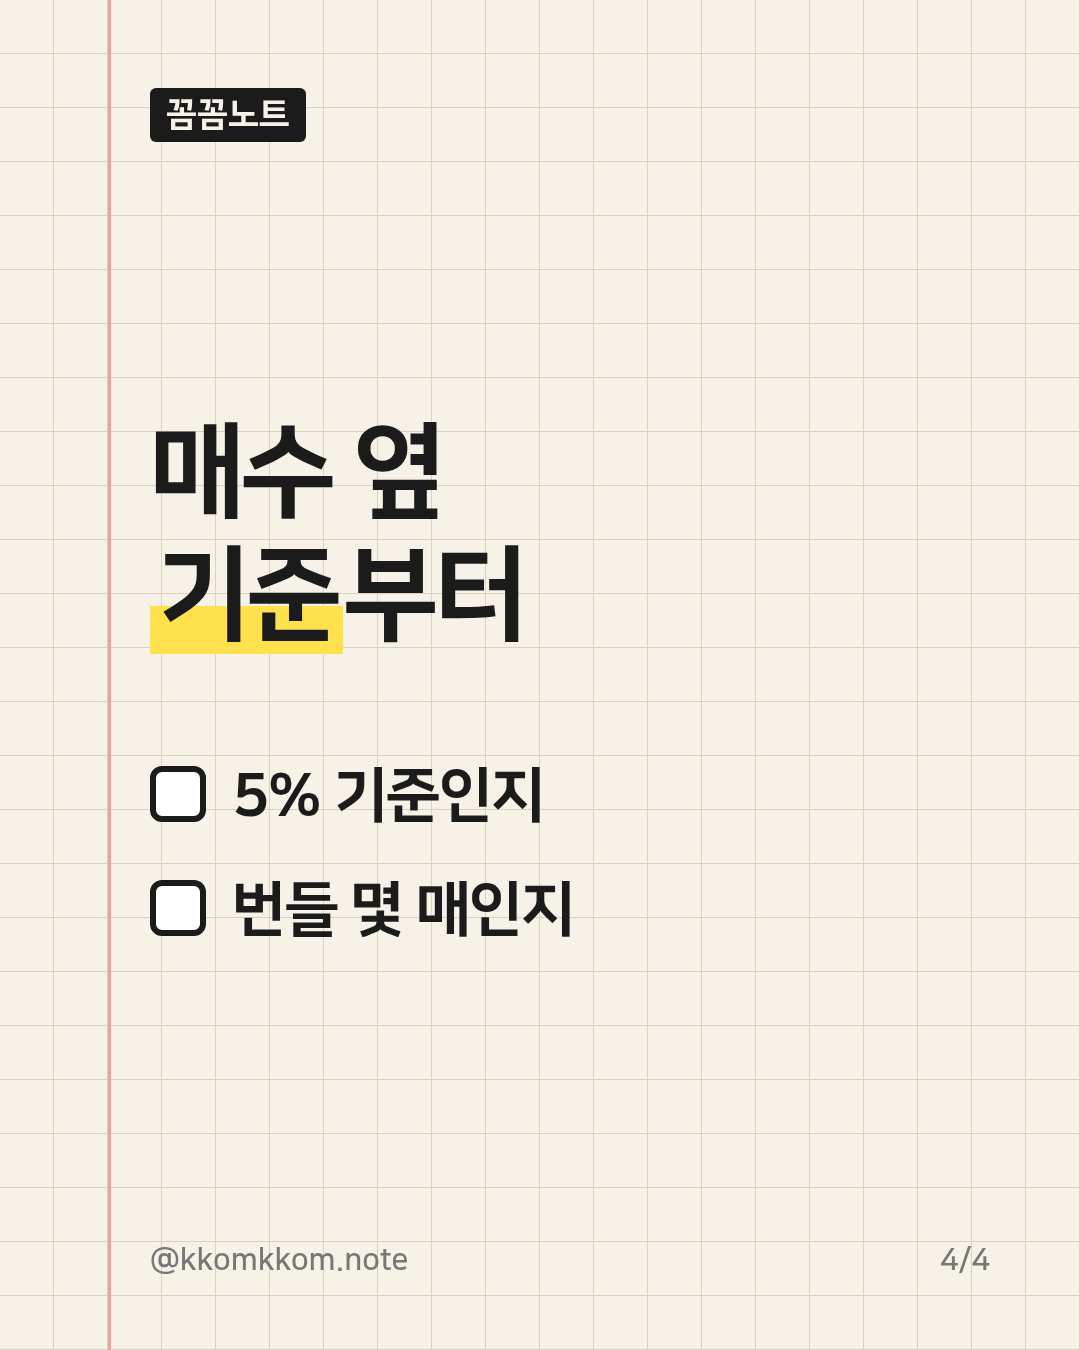 꼼꼼노트
매수 옆
기준부터
5% 기준인지
번들 몇 매인지
@kkomkkom.note
4/4